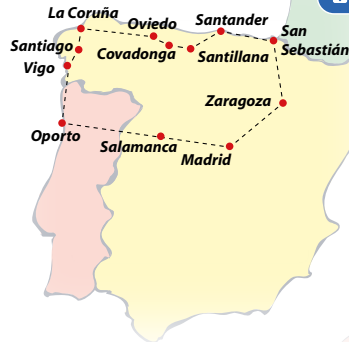 La Coruña
Oviedo
Santander
San
Sebastián
Santiago
Covadonga
Santillana
Vigo
Zaragoza
Oporto
Salamanca
Madrid